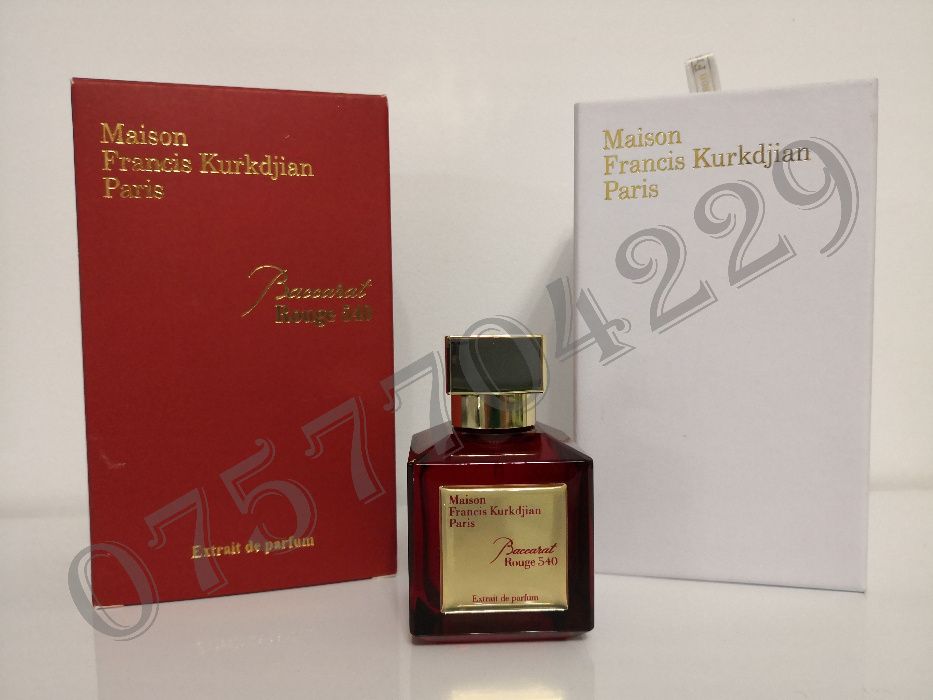 Maison
Francis Kurkdjian
Paris
Baccarat
Rouge 540
Extrait de parfum
Maison
Francis Kurkdjian
Paris
Maison
Francis Kurkdjian
Paris
Baccarat
Rouge 540
Extrait de parfum
0757704229